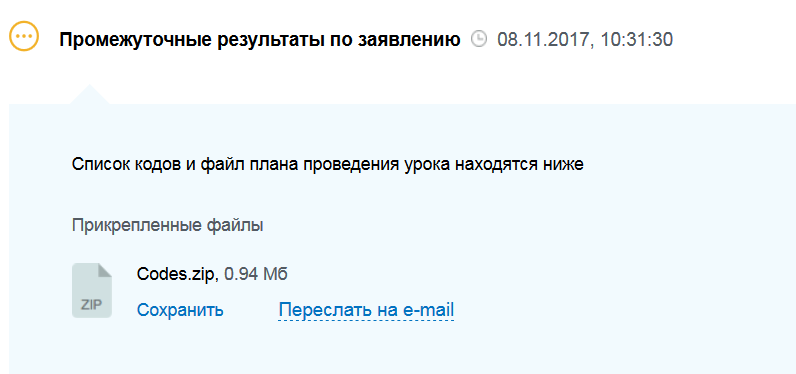 Промежуточные результаты по заявлению 08.11.2017, 10:31:30
Список кодов и файл плана проведения урока находятся ниже
Прикрепленные файлы
Codes.zip, 0.94 Мб
ZIP
Сохранить Переслать на e-mail